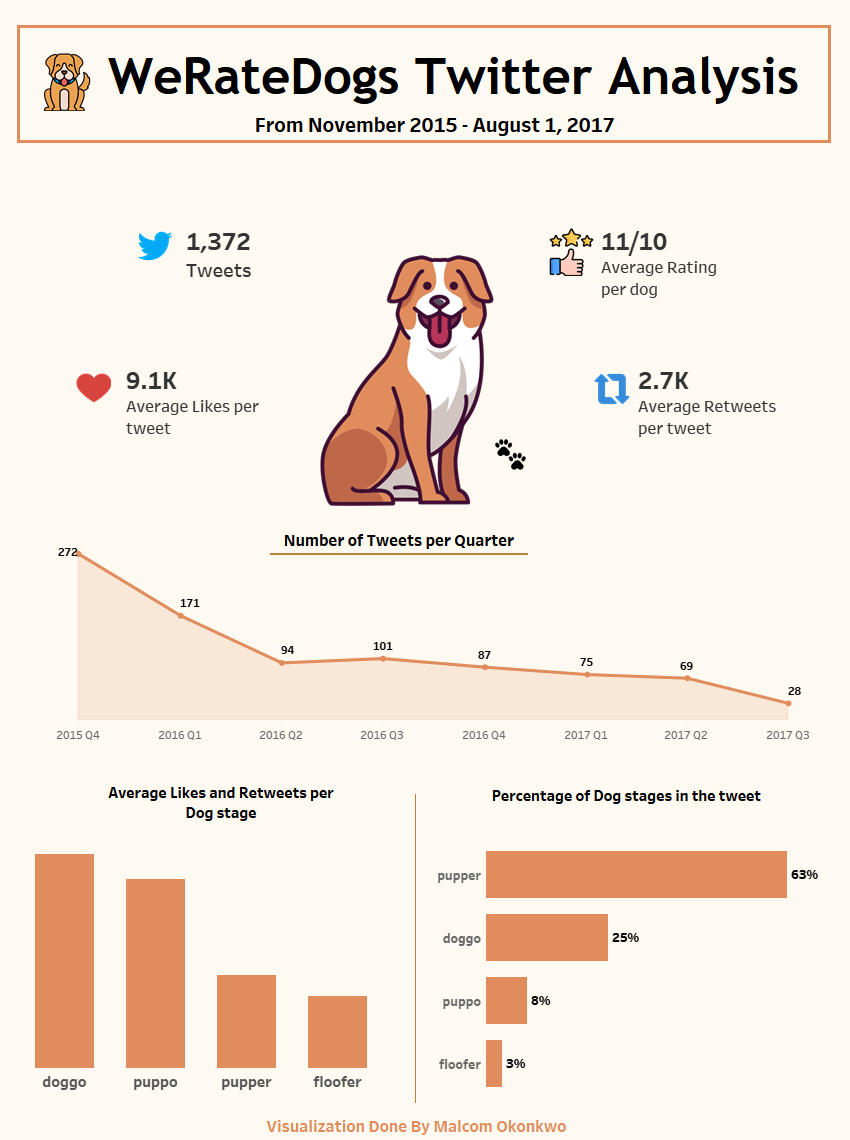 WeRateDogs Twitter Analysis
From November 2015 - August 1, 2017
1,372
Tweets
11/10
Average Rating
per dog
9.1K
Average Likes per
tweet
2.7K
Average Retweets
per tweet
Number of Tweets per Quarter
272
171
94
101
87
75
69
28
2015 Q4
2016 Q1
2016 Q2
2016 Q3
2016 Q4
2017 Q1
2017 Q2
2017 Q3
Average Likes and Retweets per
Dog stage
doggo
puppo
pupper
floofer
Percentage of Dog stages in the tweet
pupper
63%
doggo
25%
puppo
8%
floofer
3%
Visualization Done By Malcom Okonkwo